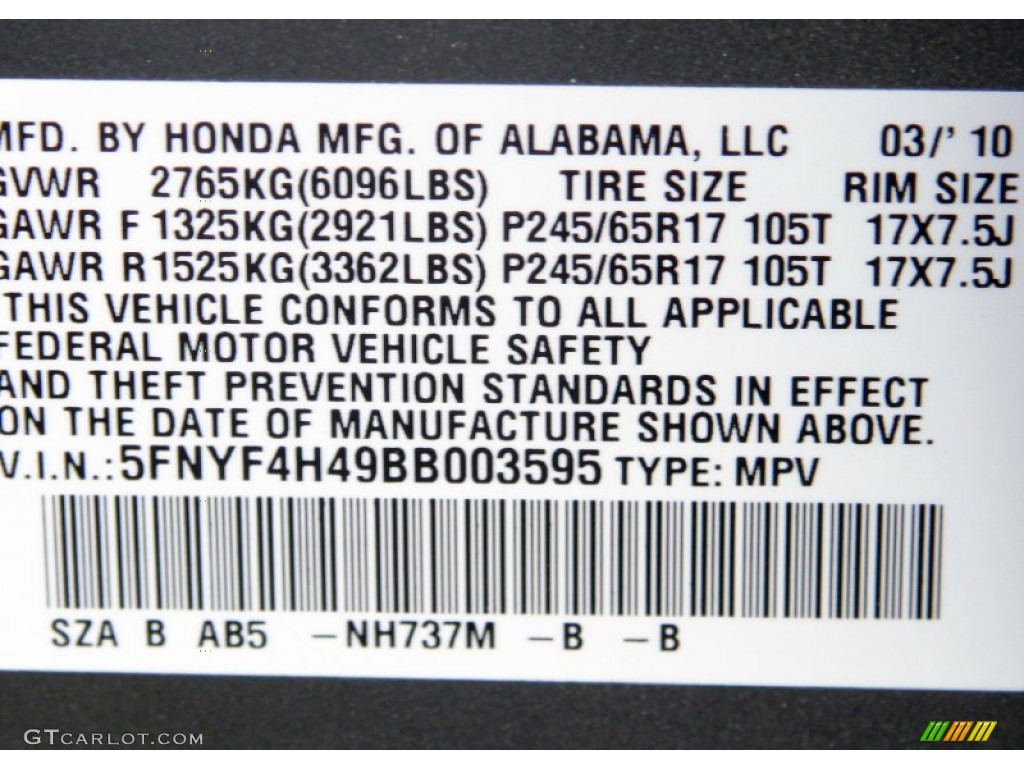 MFD. BY HONDA MFG. OF ALABAMA, LLC 03/' 10
GVWR 2765KG(6096LBS) TIRE SIZE RIM SIZE
GAWR F 1325KG(2921LBS) P245/65R17 105T 17X7.5J
GAWR R1525KG(3362LBS) P245/65R17 105T 17X7.5J
THIS VEHICLE CONFORMS TO ALL APPLICABLE
FEDERAL MOTOR VEHICLE SAFETY
AND THEFT PREVENTION STANDARDS IN EFFECT
ON THE DATE OF MANUFACTURE SHOWN ABOVE.
V.I.N.:5FNYF4H49BB003595 TYPE: MPV
SZA B AB5 -NH737M -B -B
GTCARLOT.COM